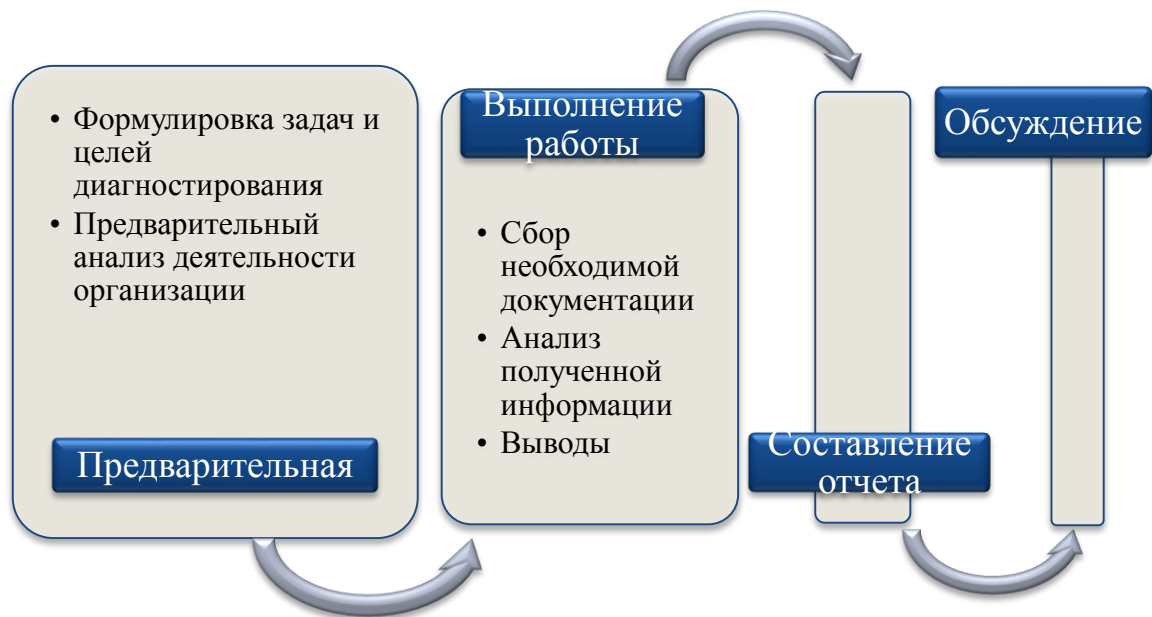 • Формулировка задач и
целей
диагностирования
• Предварительный
анализ деятельности
организации
Предварительная
Выполнение
работы
• Сбор
необходимой
документации
• Анализ
полученной
информации
• Выводы
Составление
отчета
Обсуждение